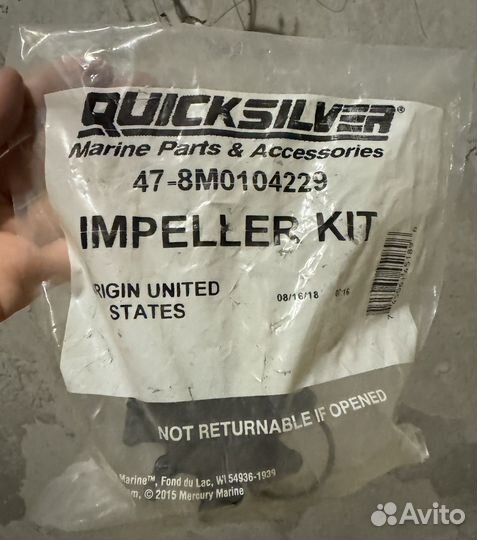 QUICKSILVER®
Marine Parts & Accessories
47-8M0104229
IMPELLER KIT
RIGIN UNITED
STATES
08/16/18
NOT RETURNABLE IF OPENED
Marine™, Fond du Lac, WI 54936-1939
m, © 2015 Mercury Marine
Avito